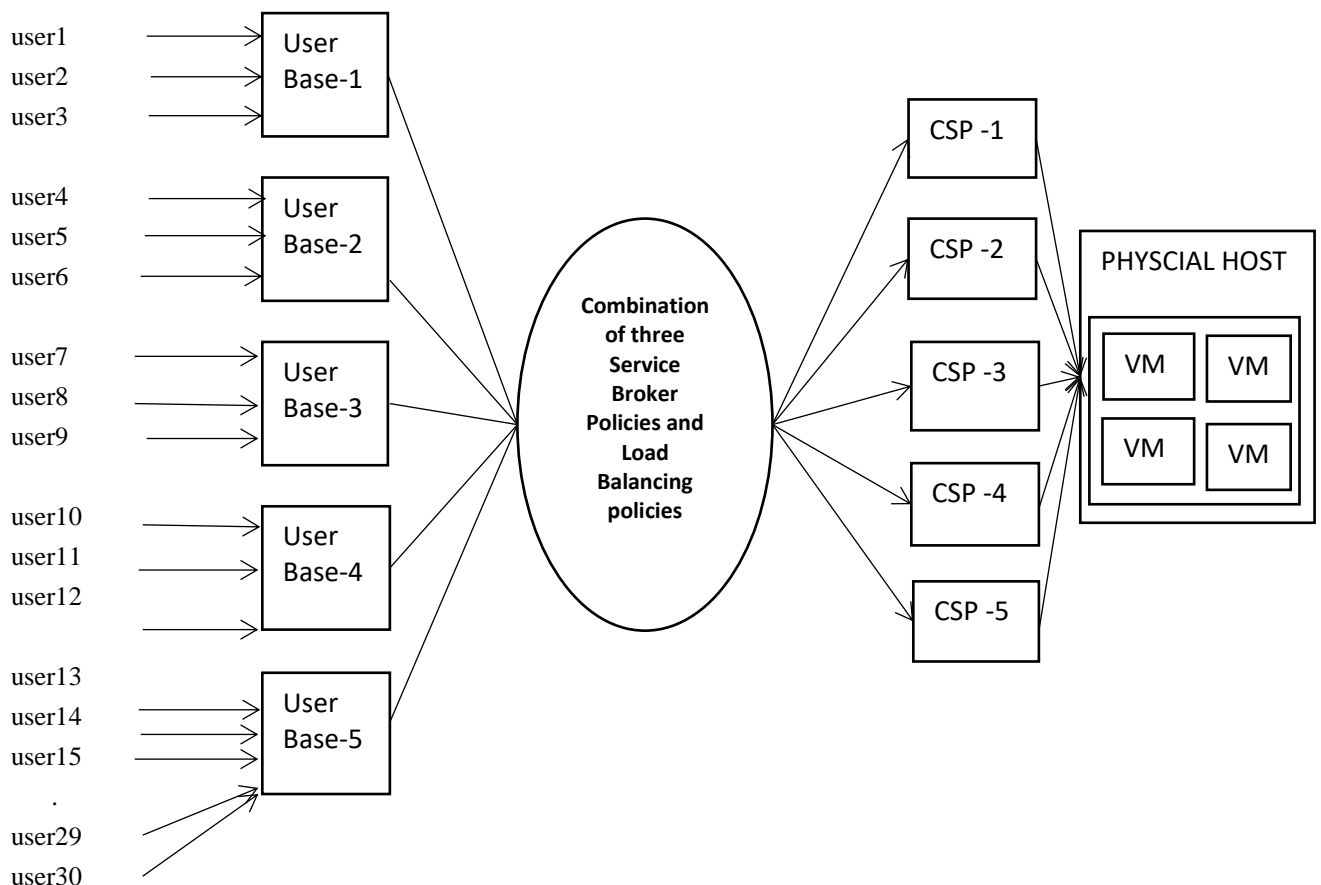 user1
user2
user3
user4
user5
user6
user7
user8
user9
user10
user11
user12
user13
user14
user15
.
user29
user30
User
Base-1
User
Base-2
User
Base-3
User
Base-4
User
Base-5
Combination
of three
Service
Broker
Policies and
Load
Balancing
policies
CSP -1
CSP -2
CSP -3
CSP -4
CSP -5
PHYSCIAL HOST
VM
VM
VM
VM